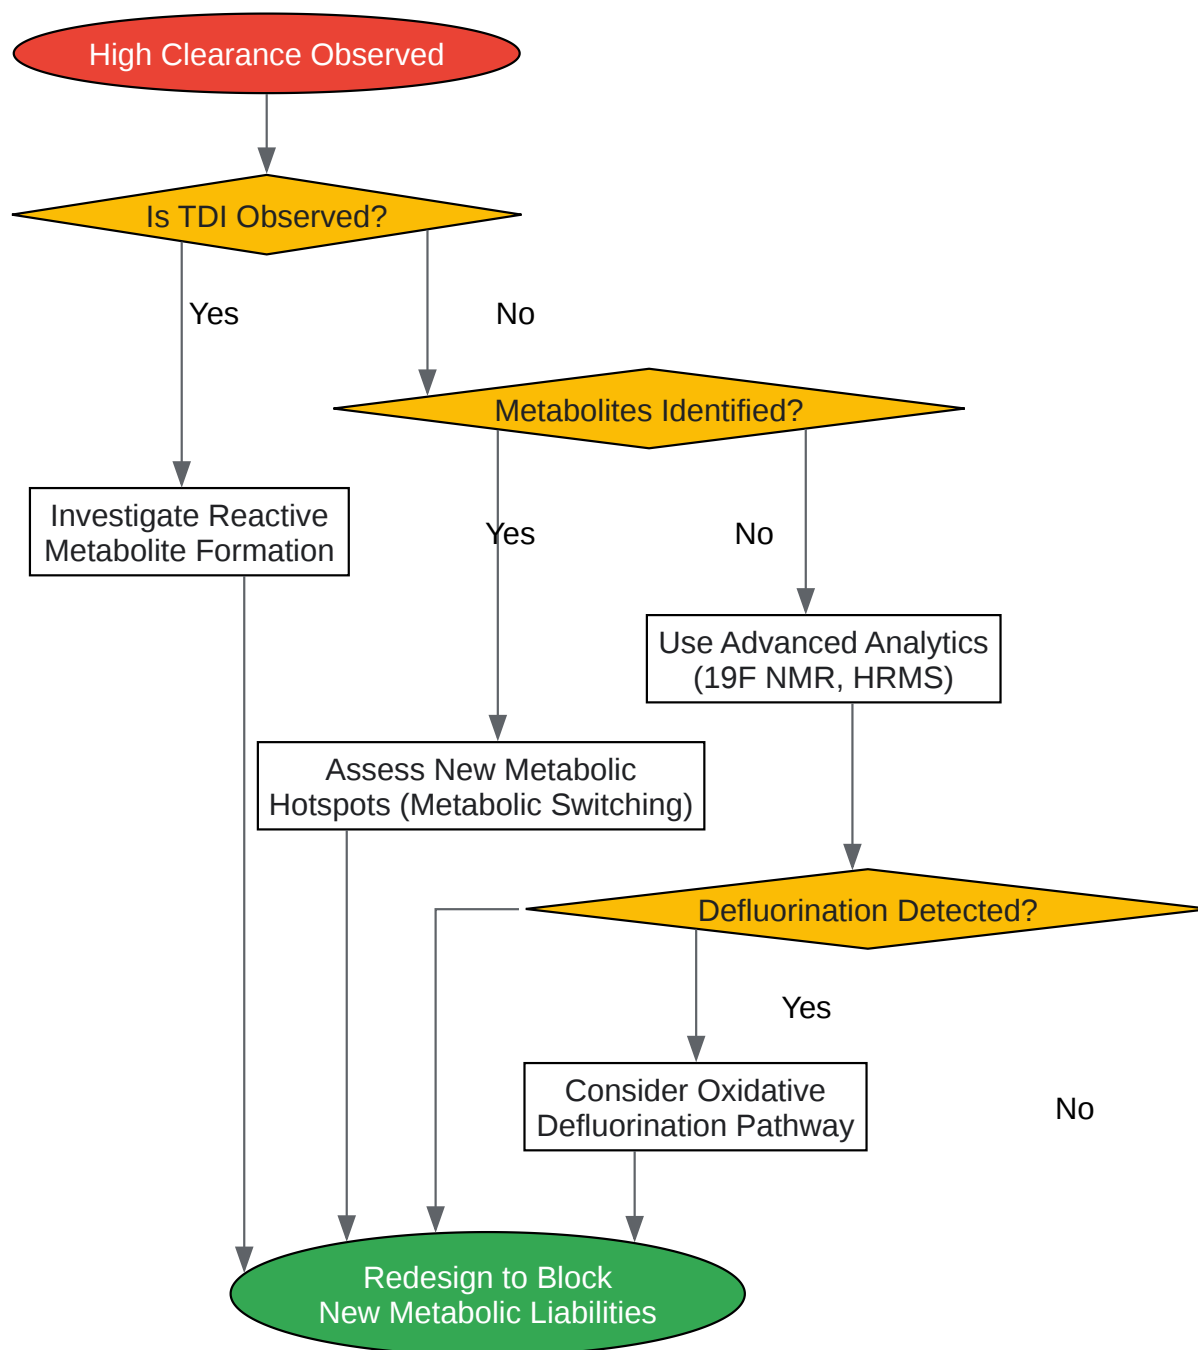 High Clearance Observed
Is TDI Observed?
Yes
No
Metabolites Identified?
Investigate Reactive
Metabolite Formation
Yes
No
Use Advanced Analytics
(19F NMR, HRMS)
Assess New Metabolic
Hotspots (Metabolic Switching)
Defluorination Detected?
Yes
Consider Oxidative
Defluorination Pathway
No
Redesign to Block
New Metabolic Liabilities